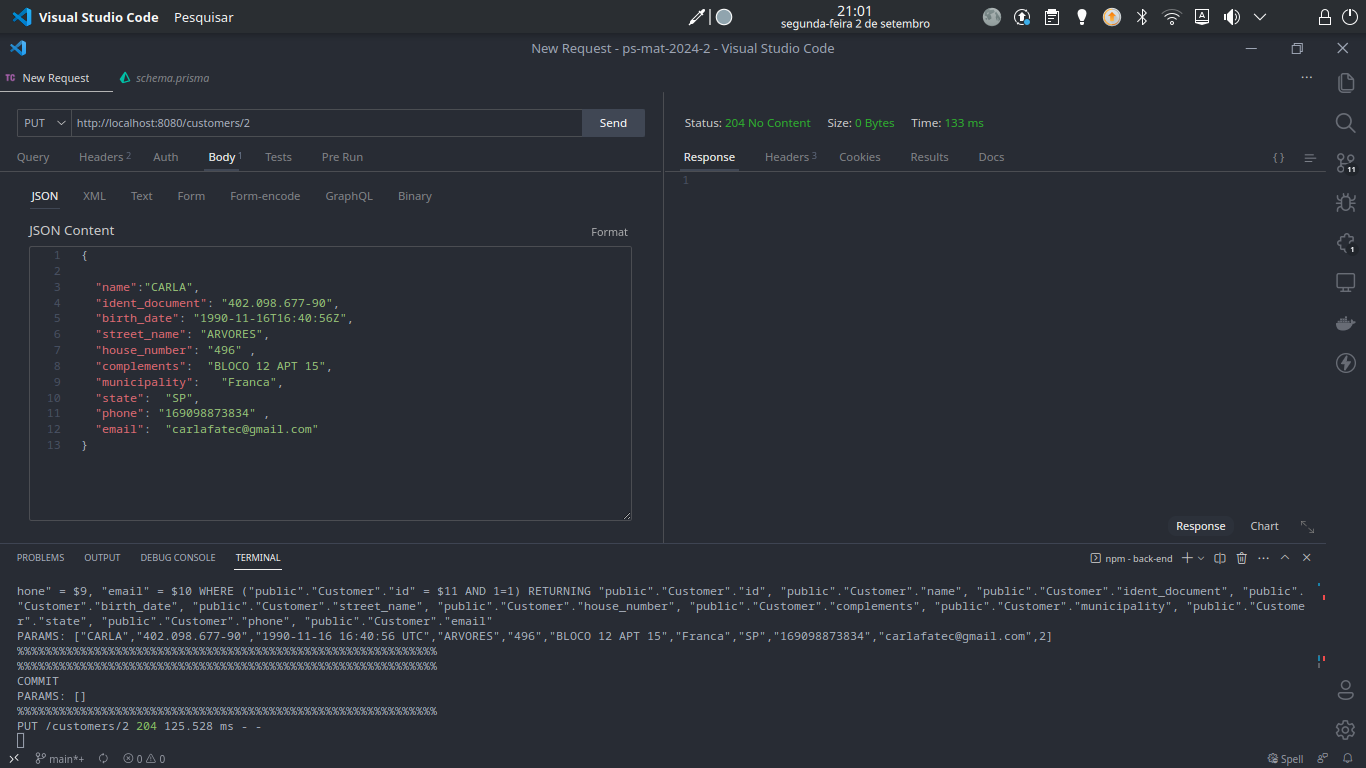 Visual Studio Code Pesquisar
21:01
segunda-feira 2 de setembro
New Request - ps-mat-2024-2 - Visual Studio Code
TC New Request schema.prisma
PUT http://localhost:8080/customers/2 Send
Query Headers 2 Auth Body 1 Tests Pre Run
JSON XML Text Form Form-encode GraphQL Binary
JSON Content Format
1 {
2
3 "name":"CARLA",
4 "ident_document": "402.098.677-90",
5 "birth_date": "1990-11-16T16:40:56Z",
6 "street_name": "ARVORES",
7 "house_number": "496" ,
8 "complements":  "BLOCO 12 APT 15",
9 "municipality":   "Franca",
10 "state":  "SP",
11 "phone": "169098873834" ,
12 "email":  "carlafatec@gmail.com"
13 }
Status: 204 No Content Size: 0 Bytes Time: 133 ms
Response Headers 3 Cookies Results Docs {}
1
Response Chart
11
1
PROBLEMS OUTPUT DEBUG CONSOLE TERMINAL npm - back-end
hone" = $9, "email" = $10 WHERE ("public"."Customer"."id" = $11 AND 1=1) RETURNING "public"."Customer"."id", "public"."Customer"."name", "public"."Customer"."ident_document", "public".
"Customer"."birth_date", "public"."Customer"."street_name", "public"."Customer"."house_number", "public"."Customer"."complements", "public"."Customer"."municipality", "public"."Custome
r"."state", "public"."Customer"."phone", "public"."Customer"."email"
PARAMS: ["CARLA","402.098.677-90","1990-11-16 16:40:56 UTC","ARVORES","496","BLOCO 12 APT 15","Franca","SP","169098873834","carlafatec@gmail.com",2]
%%%%%%%%%%%%%%%%%%%%%%%%%%%%%%%%%%%%%%%%%%%%%%%%%%%%%%%%%%%%
%%%%%%%%%%%%%%%%%%%%%%%%%%%%%%%%%%%%%%%%%%%%%%%%%%%%%%%%%%%%
COMMIT
PARAMS: []
%%%%%%%%%%%%%%%%%%%%%%%%%%%%%%%%%%%%%%%%%%%%%%%%%%%%%%%%%%%%
PUT /customers/2 204 125.528 ms - -
main*+ 0 0 Spell